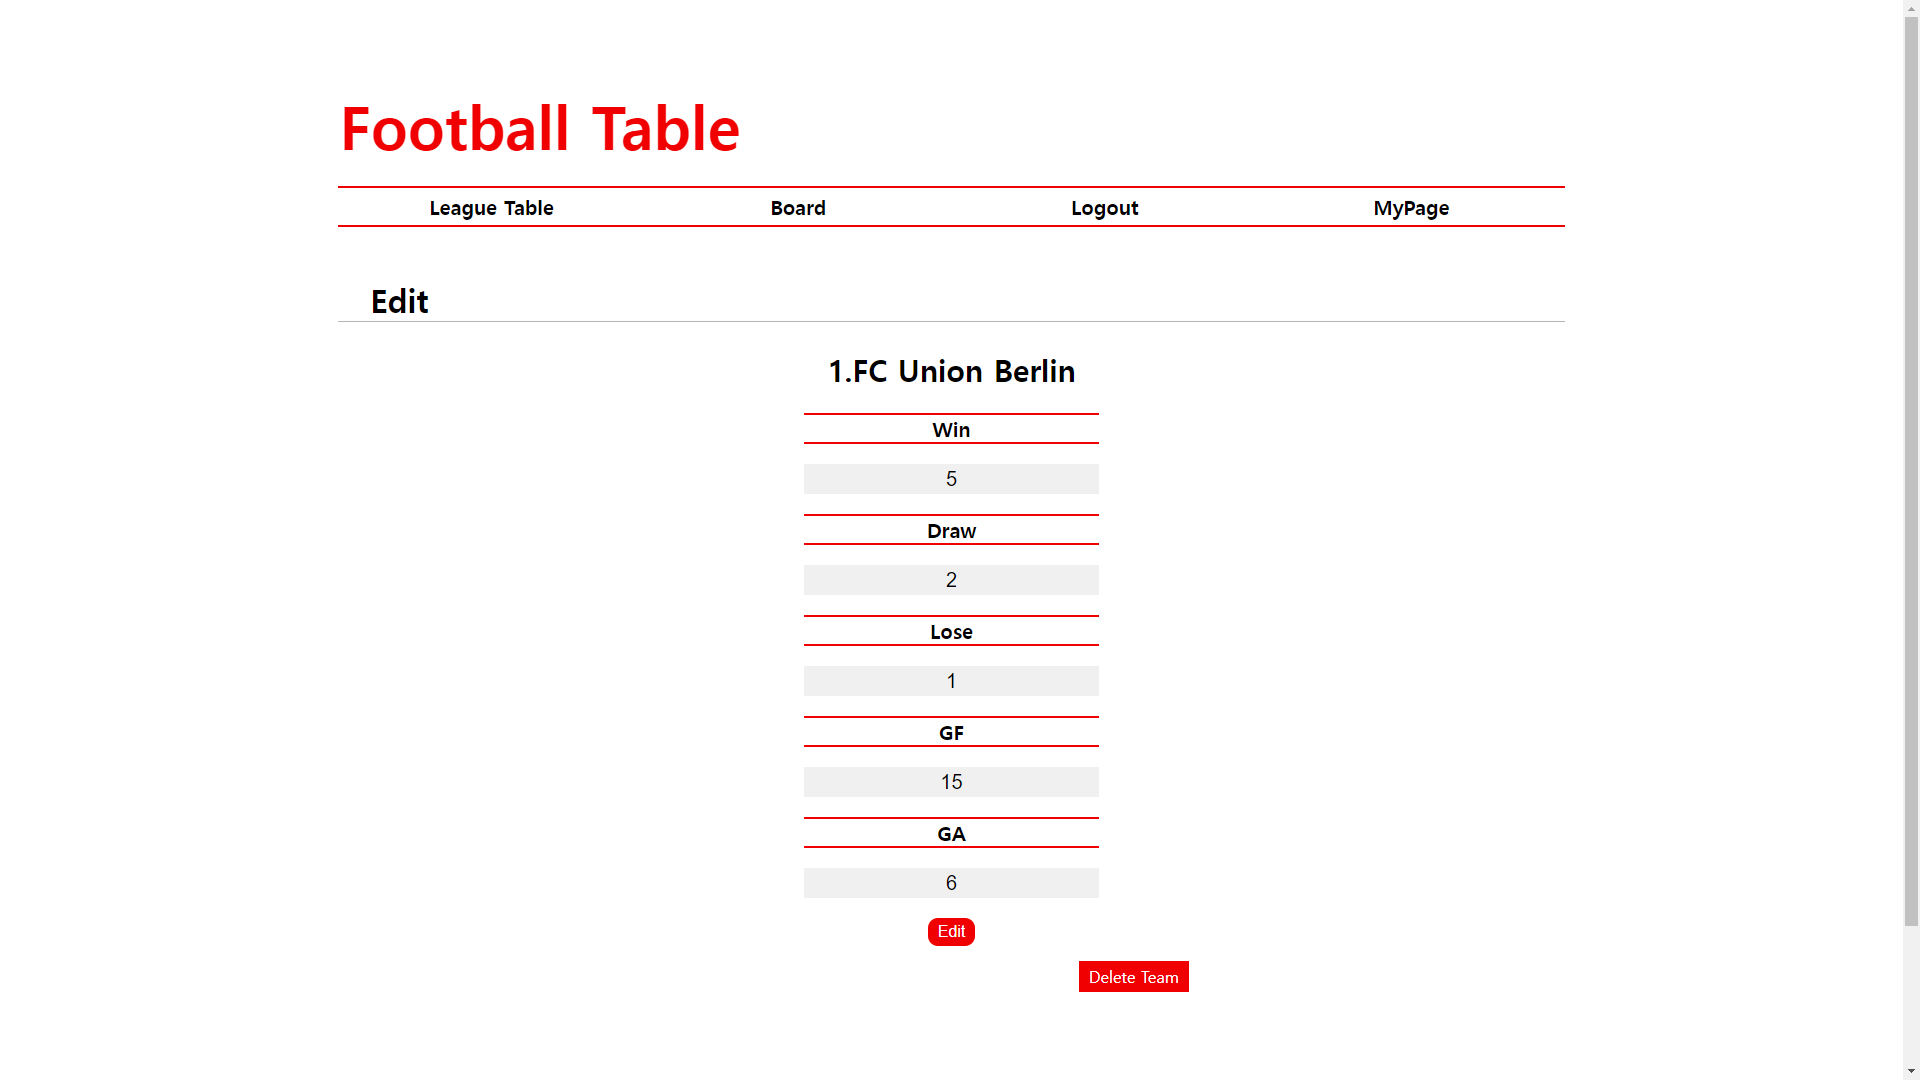 Football Table
League Table Board Logout MyPage
Edit
1.FC Union Berlin
Win
5
Draw
2
Lose
1
GF
15
GA
6
Edit
Delete Team